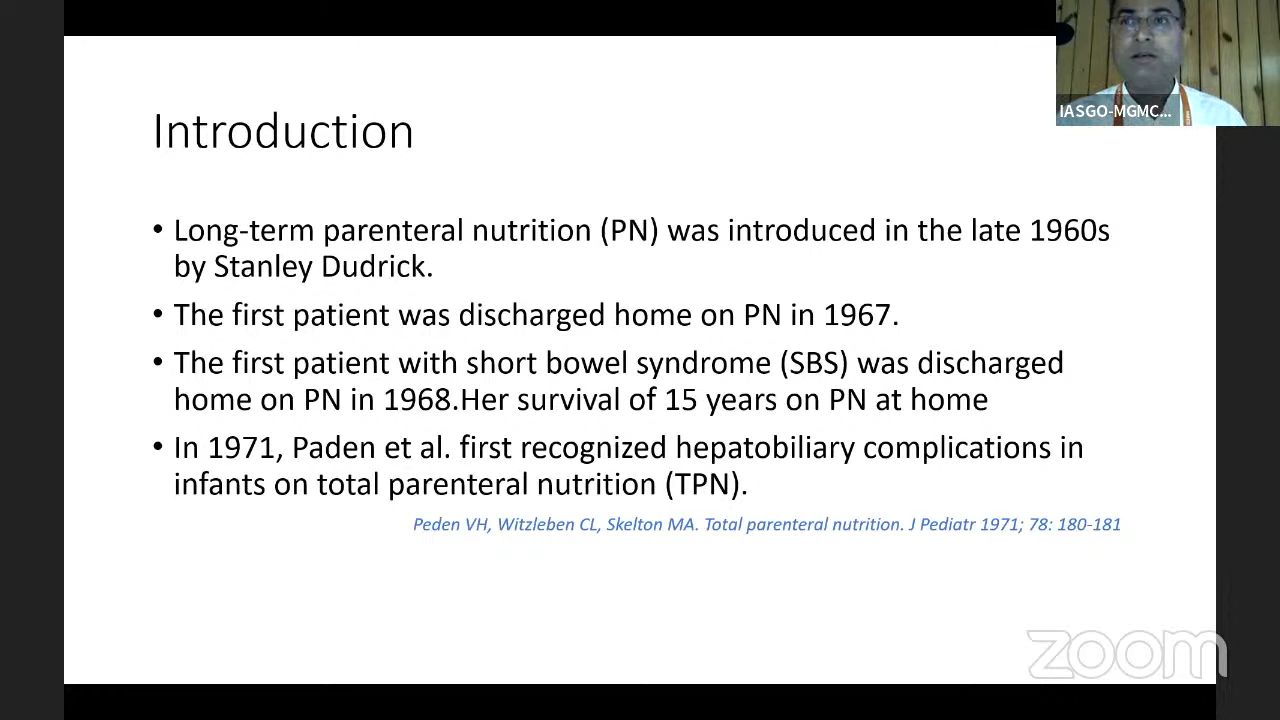 IASGO-MGMC...
Introduction
• Long-term parenteral nutrition (PN) was introduced in the late 1960s
by Stanley Dudrick.
• The first patient was discharged home on PN in 1967.
• The first patient with short bowel syndrome (SBS) was discharged
home on PN in 1968.Her survival of 15 years on PN at home
• In 1971, Paden et al. first recognized hepatobiliary complications in
infants on total parenteral nutrition (TPN).
Peden VH, Witzleben CL, Skelton MA. Total parenteral nutrition. J Pediatr 1971; 78: 180-181
zoom